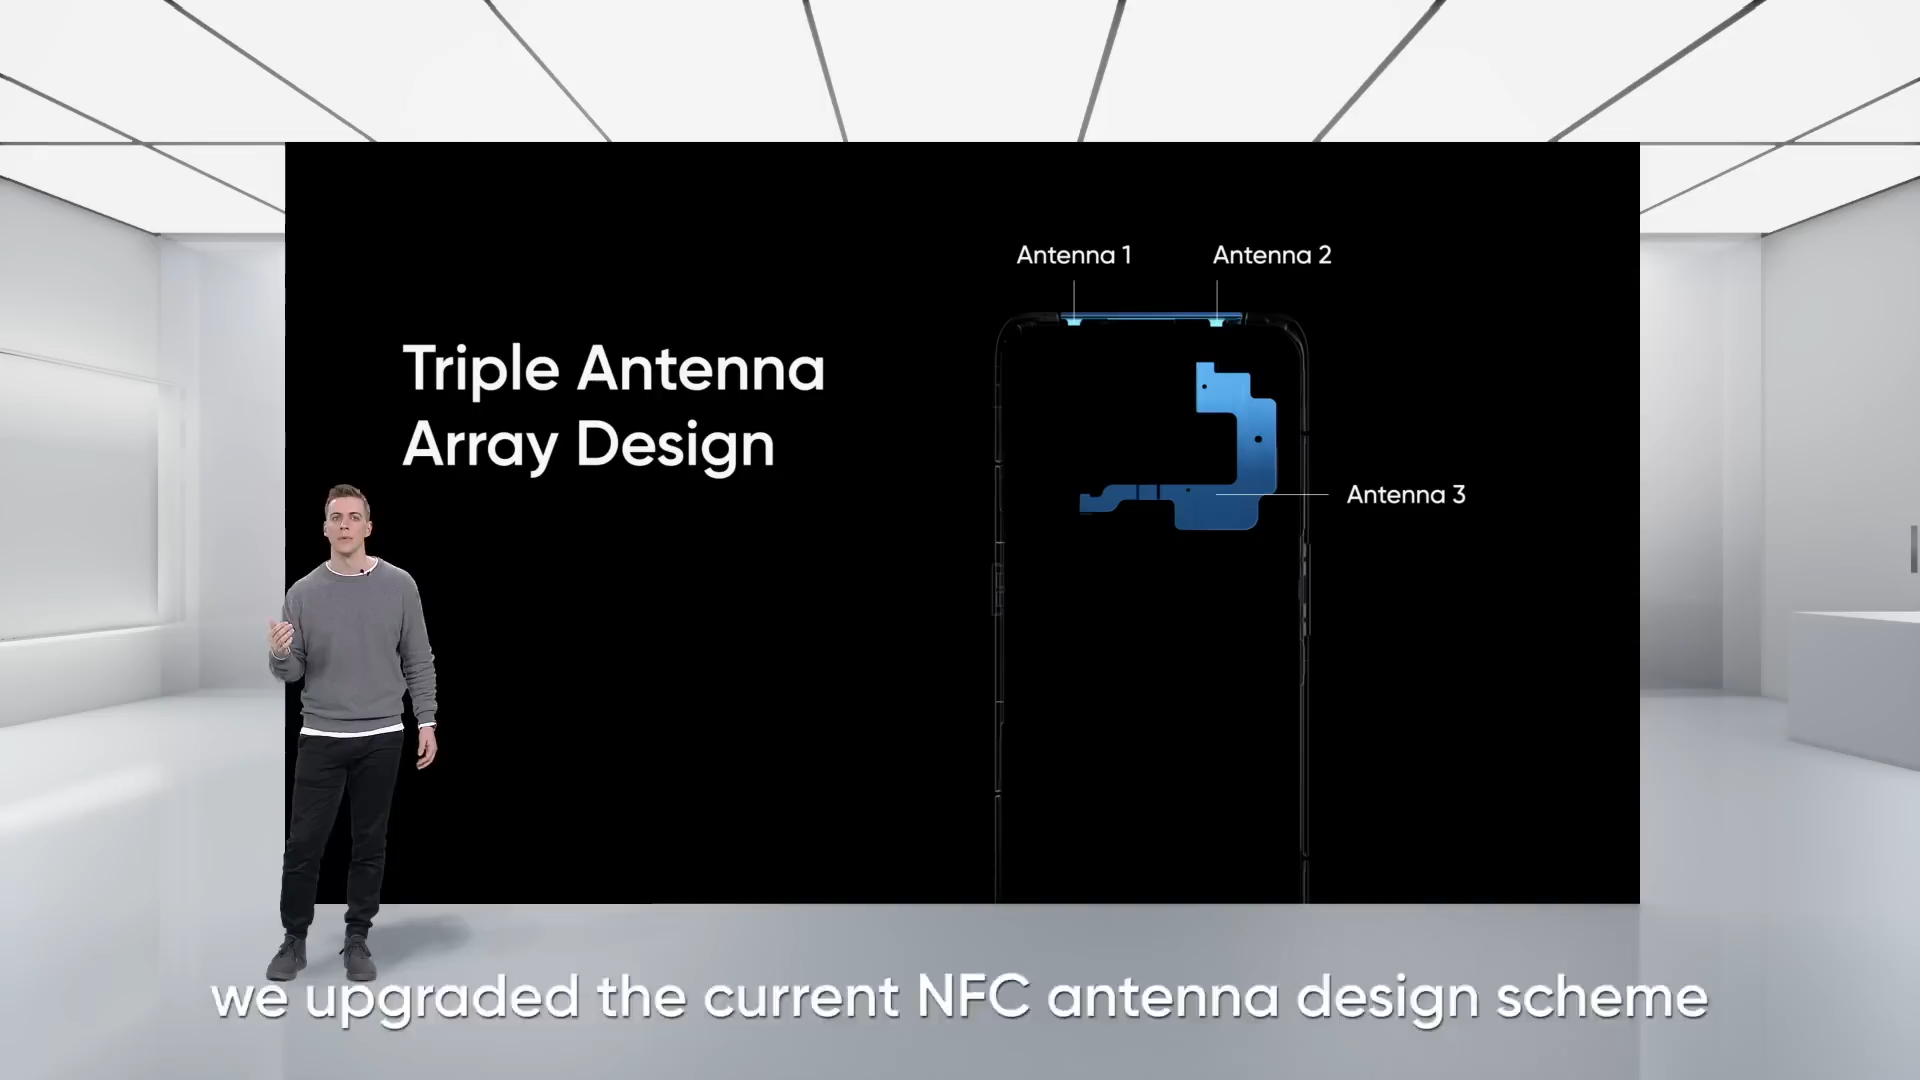 Antenna 1
Antenna 2
Triple Antenna
Array Design
Antenna 3
we upgraded the current NFC antenna design scheme